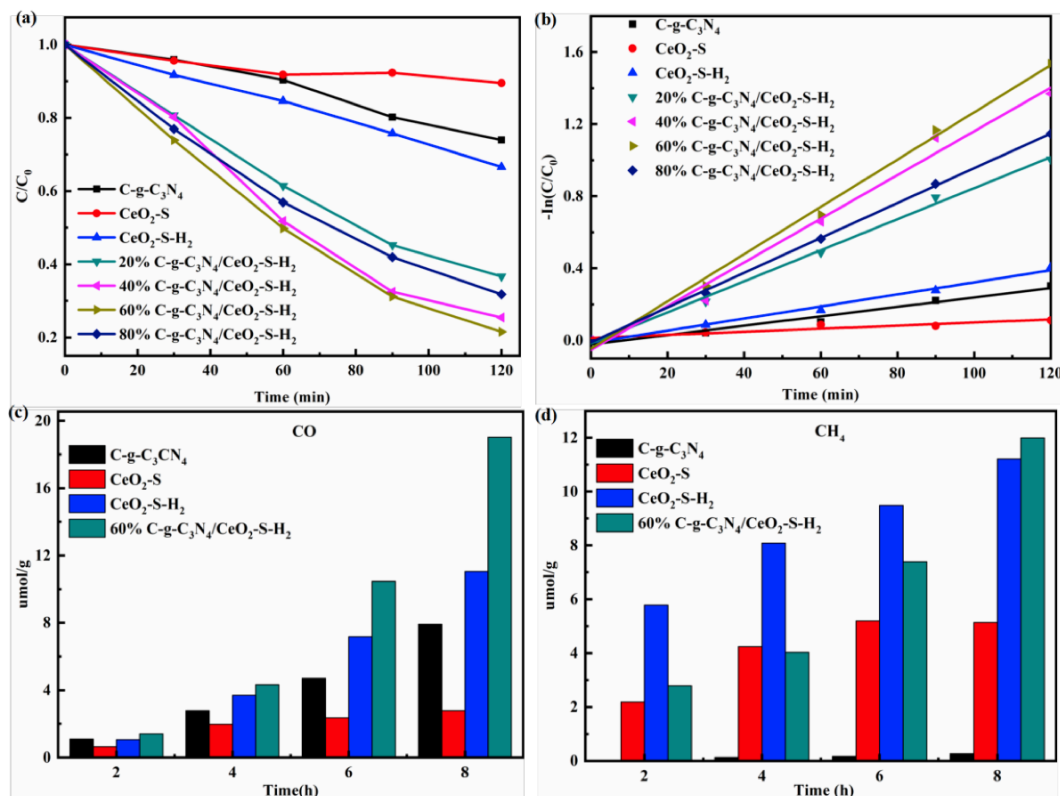 (a)
1.0
0.8
0.6
0.4
0.2
C/C₀
C-g-C₃N₄
CeO₂-S
CeO₂-S-H₂
20% C-g-C₃N₄/CeO₂-S-H₂
40% C-g-C₃N₄/CeO₂-S-H₂
60% C-g-C₃N₄/CeO₂-S-H₂
80% C-g-C₃N₄/CeO₂-S-H₂
0 20 40 60 80 100 120
Time (min)
(b)
1.6
1.2
0.8
0.4
0.0
-ln(C/C₀)
C-g-C₃N₄
CeO₂-S
CeO₂-S-H₂
20% C-g-C₃N₄/CeO₂-S-H₂
40% C-g-C₃N₄/CeO₂-S-H₂
60% C-g-C₃N₄/CeO₂-S-H₂
80% C-g-C₃N₄/CeO₂-S-H₂
0 20 40 60 80 100 120
Time (min)
(c)
CO
20
16
12
8
4
0
umol/g
C-g-C₃CN₄
CeO₂-S
CeO₂-S-H₂
60% C-g-C₃N₄/CeO₂-S-H₂
2 4 6 8
Time(h)
(d)
CH₄
12
10
8
6
4
2
0
umol/g
C-g-C₃N₄
CeO₂-S
CeO₂-S-H₂
60% C-g-C₃N₄/CeO₂-S-H₂
2 4 6 8
Time (h)